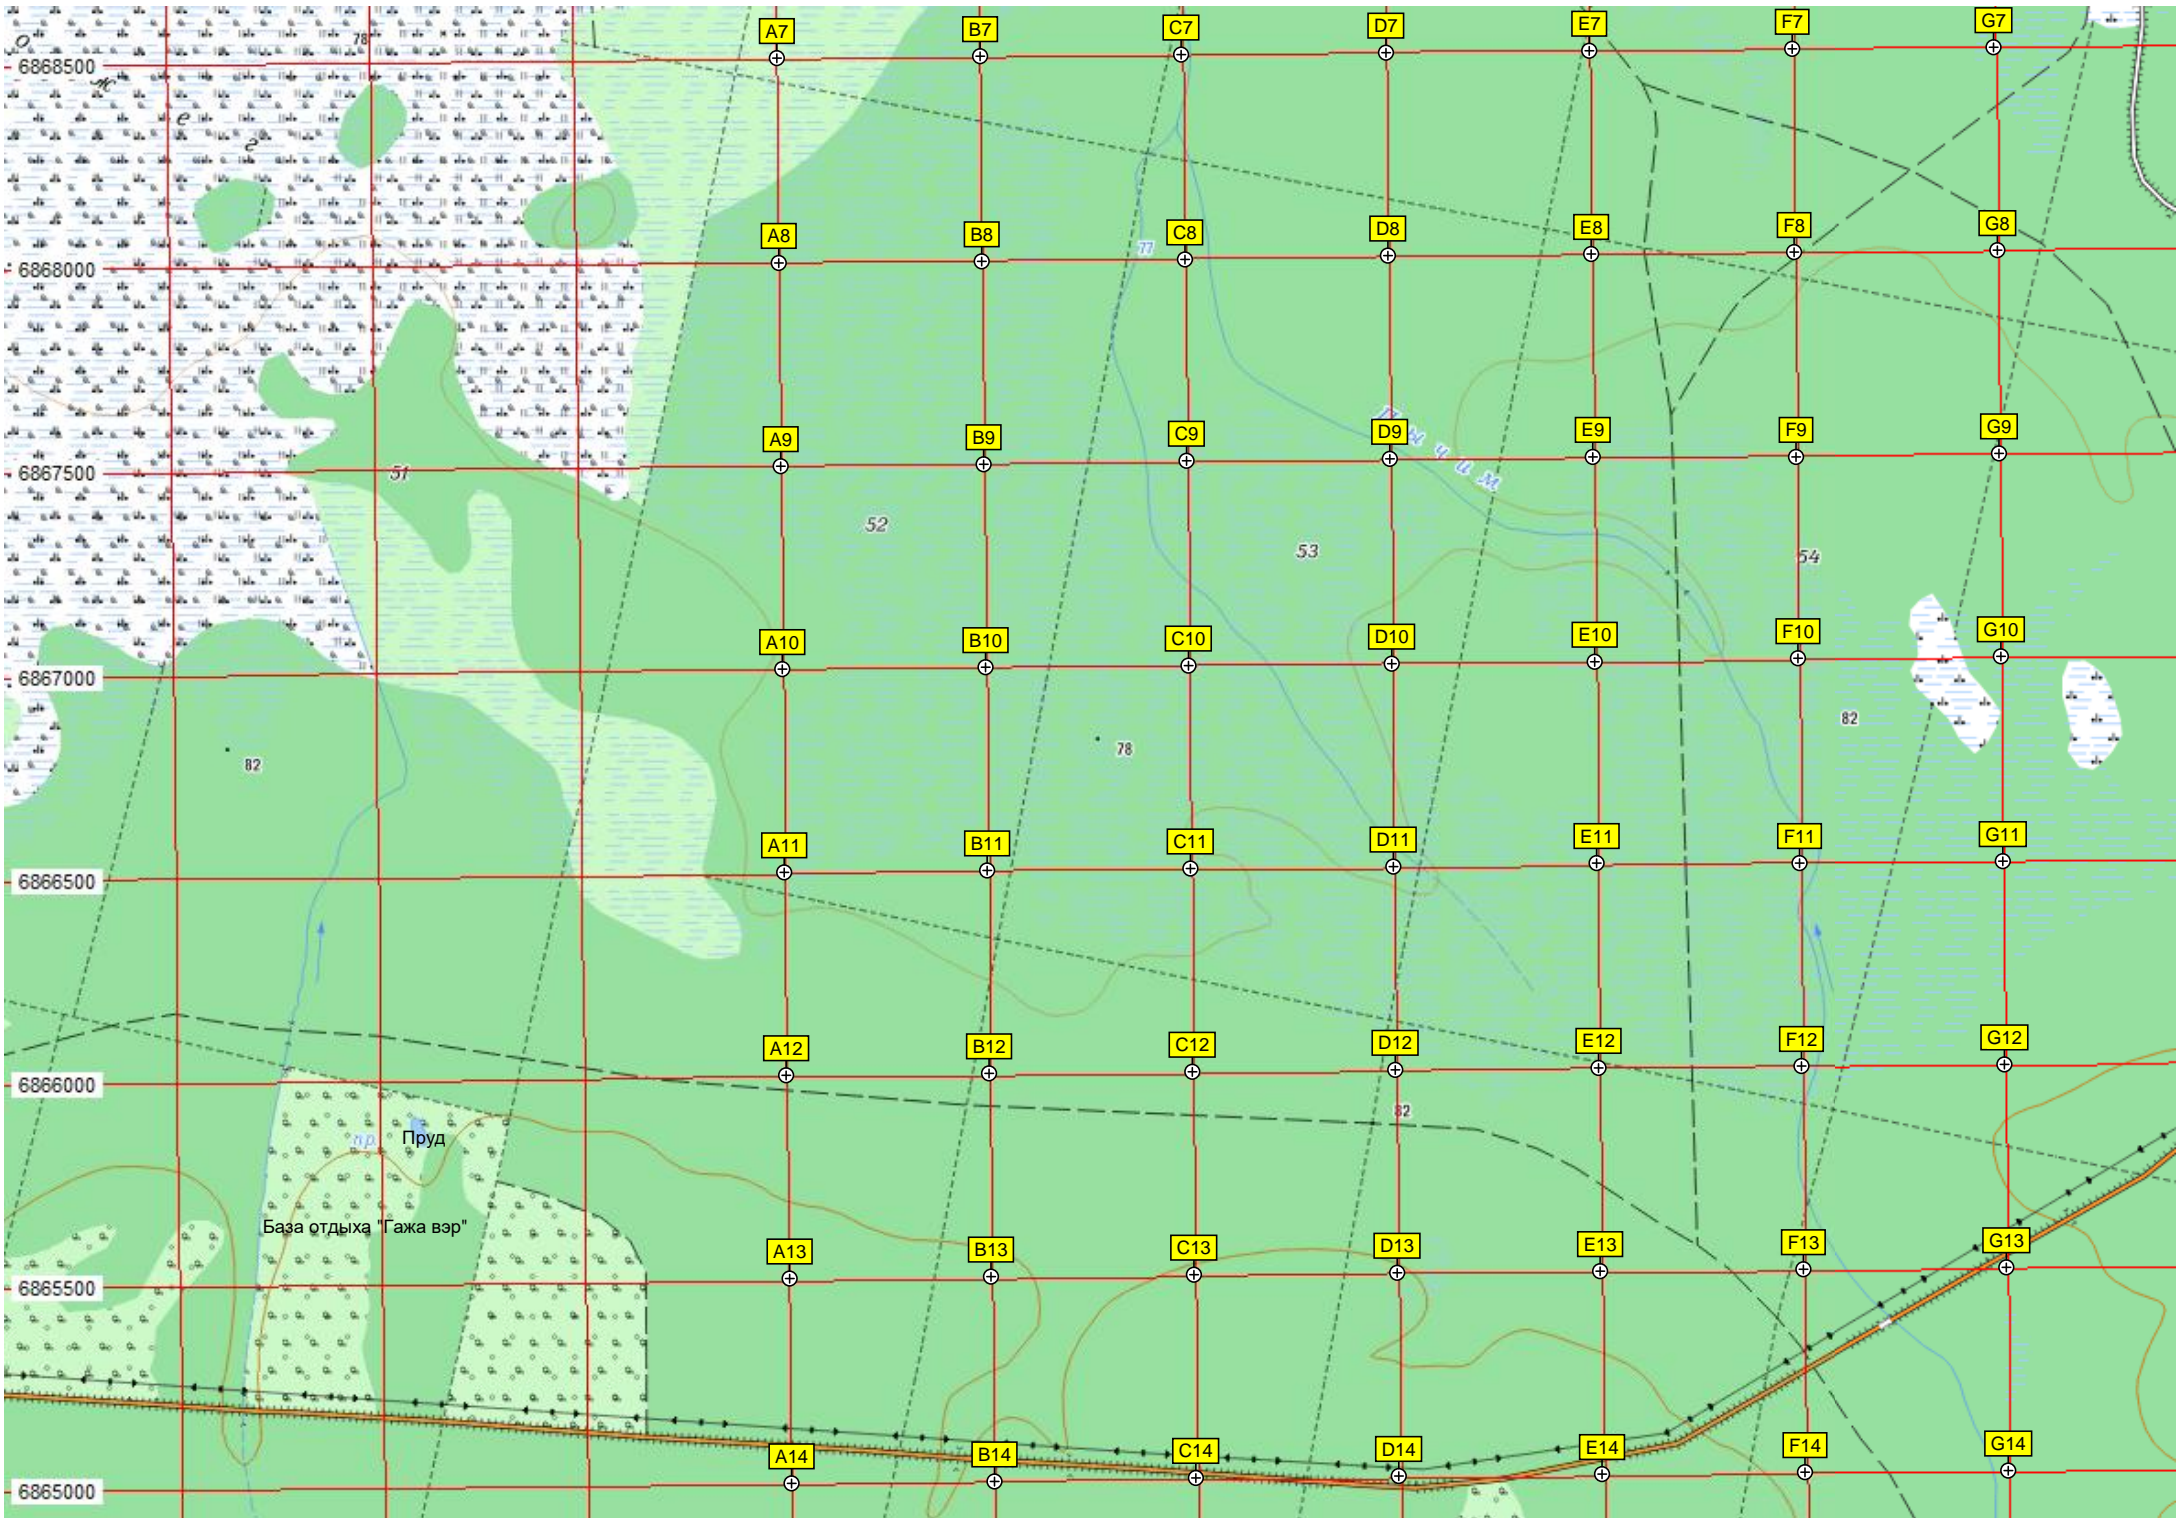 A7 B7 C7 D7 E7 F7 G7
о ж е г
78
6868500
A8 B8 C8 D8 E8 F8 G8
77
6868000
Пычим
A9 B9 C9 D9 E9 F9 G9
6867500
51
52
53
54
A10 B10 C10 D10 E10 F10 G10
6867000
82
78
82
A11 B11 C11 D11 E11 F11 G11
6866500
A12 B12 C12 D12 E12 F12 G12
6866000
82
пр. Пруд
База отдыха "Гажа вэр"
A13 B13 C13 D13 E13 F13 G13
6865500
A14 B14 C14 D14 E14 F14 G14
6865000